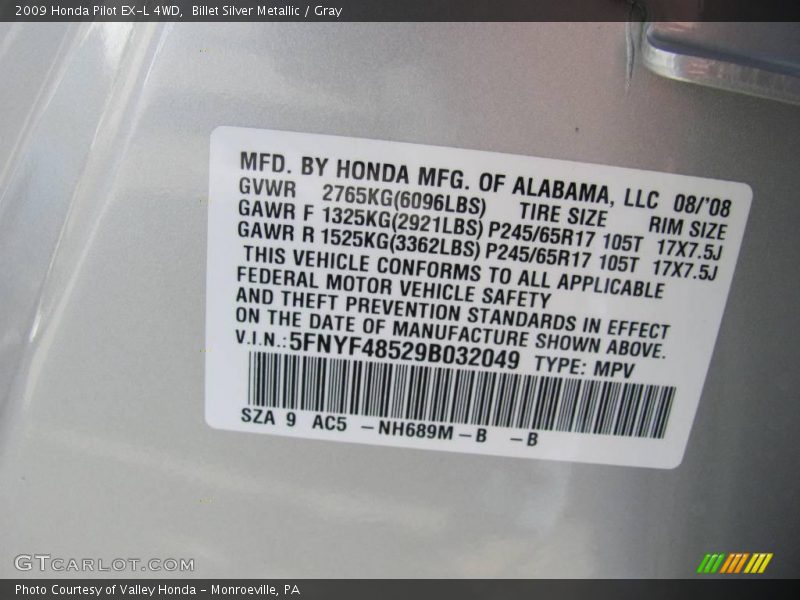 2009 Honda Pilot EX-L 4WD,  Billet Silver Metallic / Gray
MFD. BY HONDA MFG. OF ALABAMA, LLC 08/'08
GVWR 2765KG(6096LBS) TIRE SIZE RIM SIZE
GAWR F 1325KG(2921LBS) P245/65R17 105T 17X7.5J
GAWR R 1525KG(3362LBS) P245/65R17 105T 17X7.5J
THIS VEHICLE CONFORMS TO ALL APPLICABLE
FEDERAL MOTOR VEHICLE SAFETY
AND THEFT PREVENTION STANDARDS IN EFFECT
ON THE DATE OF MANUFACTURE SHOWN ABOVE.
V.I.N.:5FNYF48529B032049 TYPE: MPV
SZA 9 AC5 -NH689M-B -B
GTCARLOT.COM
Photo Courtesy of Valley Honda - Monroeville, PA